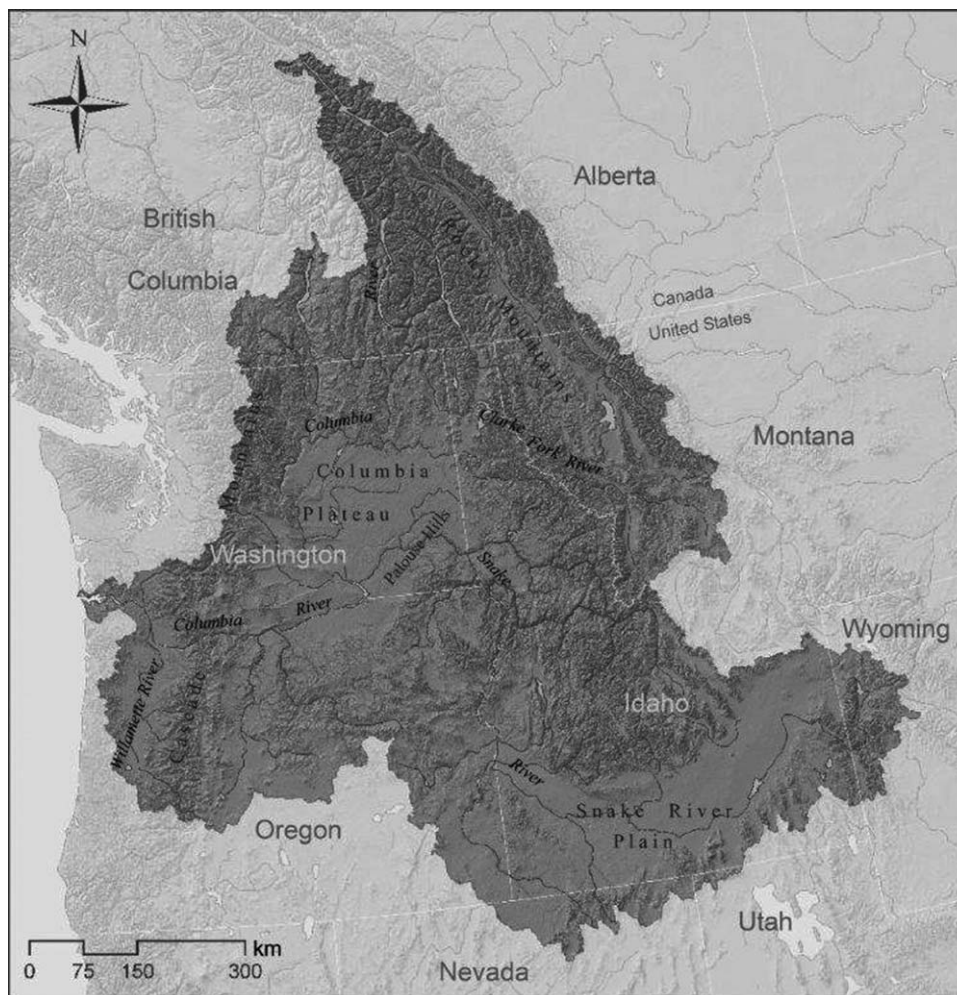 N
Alberta
British
Columbia
Rocky
Mountains
River
Canada
United States
Mountains
Columbia
Clarke Fork River
Montana
Columbia
Plateau
Washington
Palouse Hills
Snake
River
Columbia
Wyoming
Willamette River
Cascade
Idaho
River
Snake River
Plain
Oregon
Utah
Nevada
km
0 75 150 300